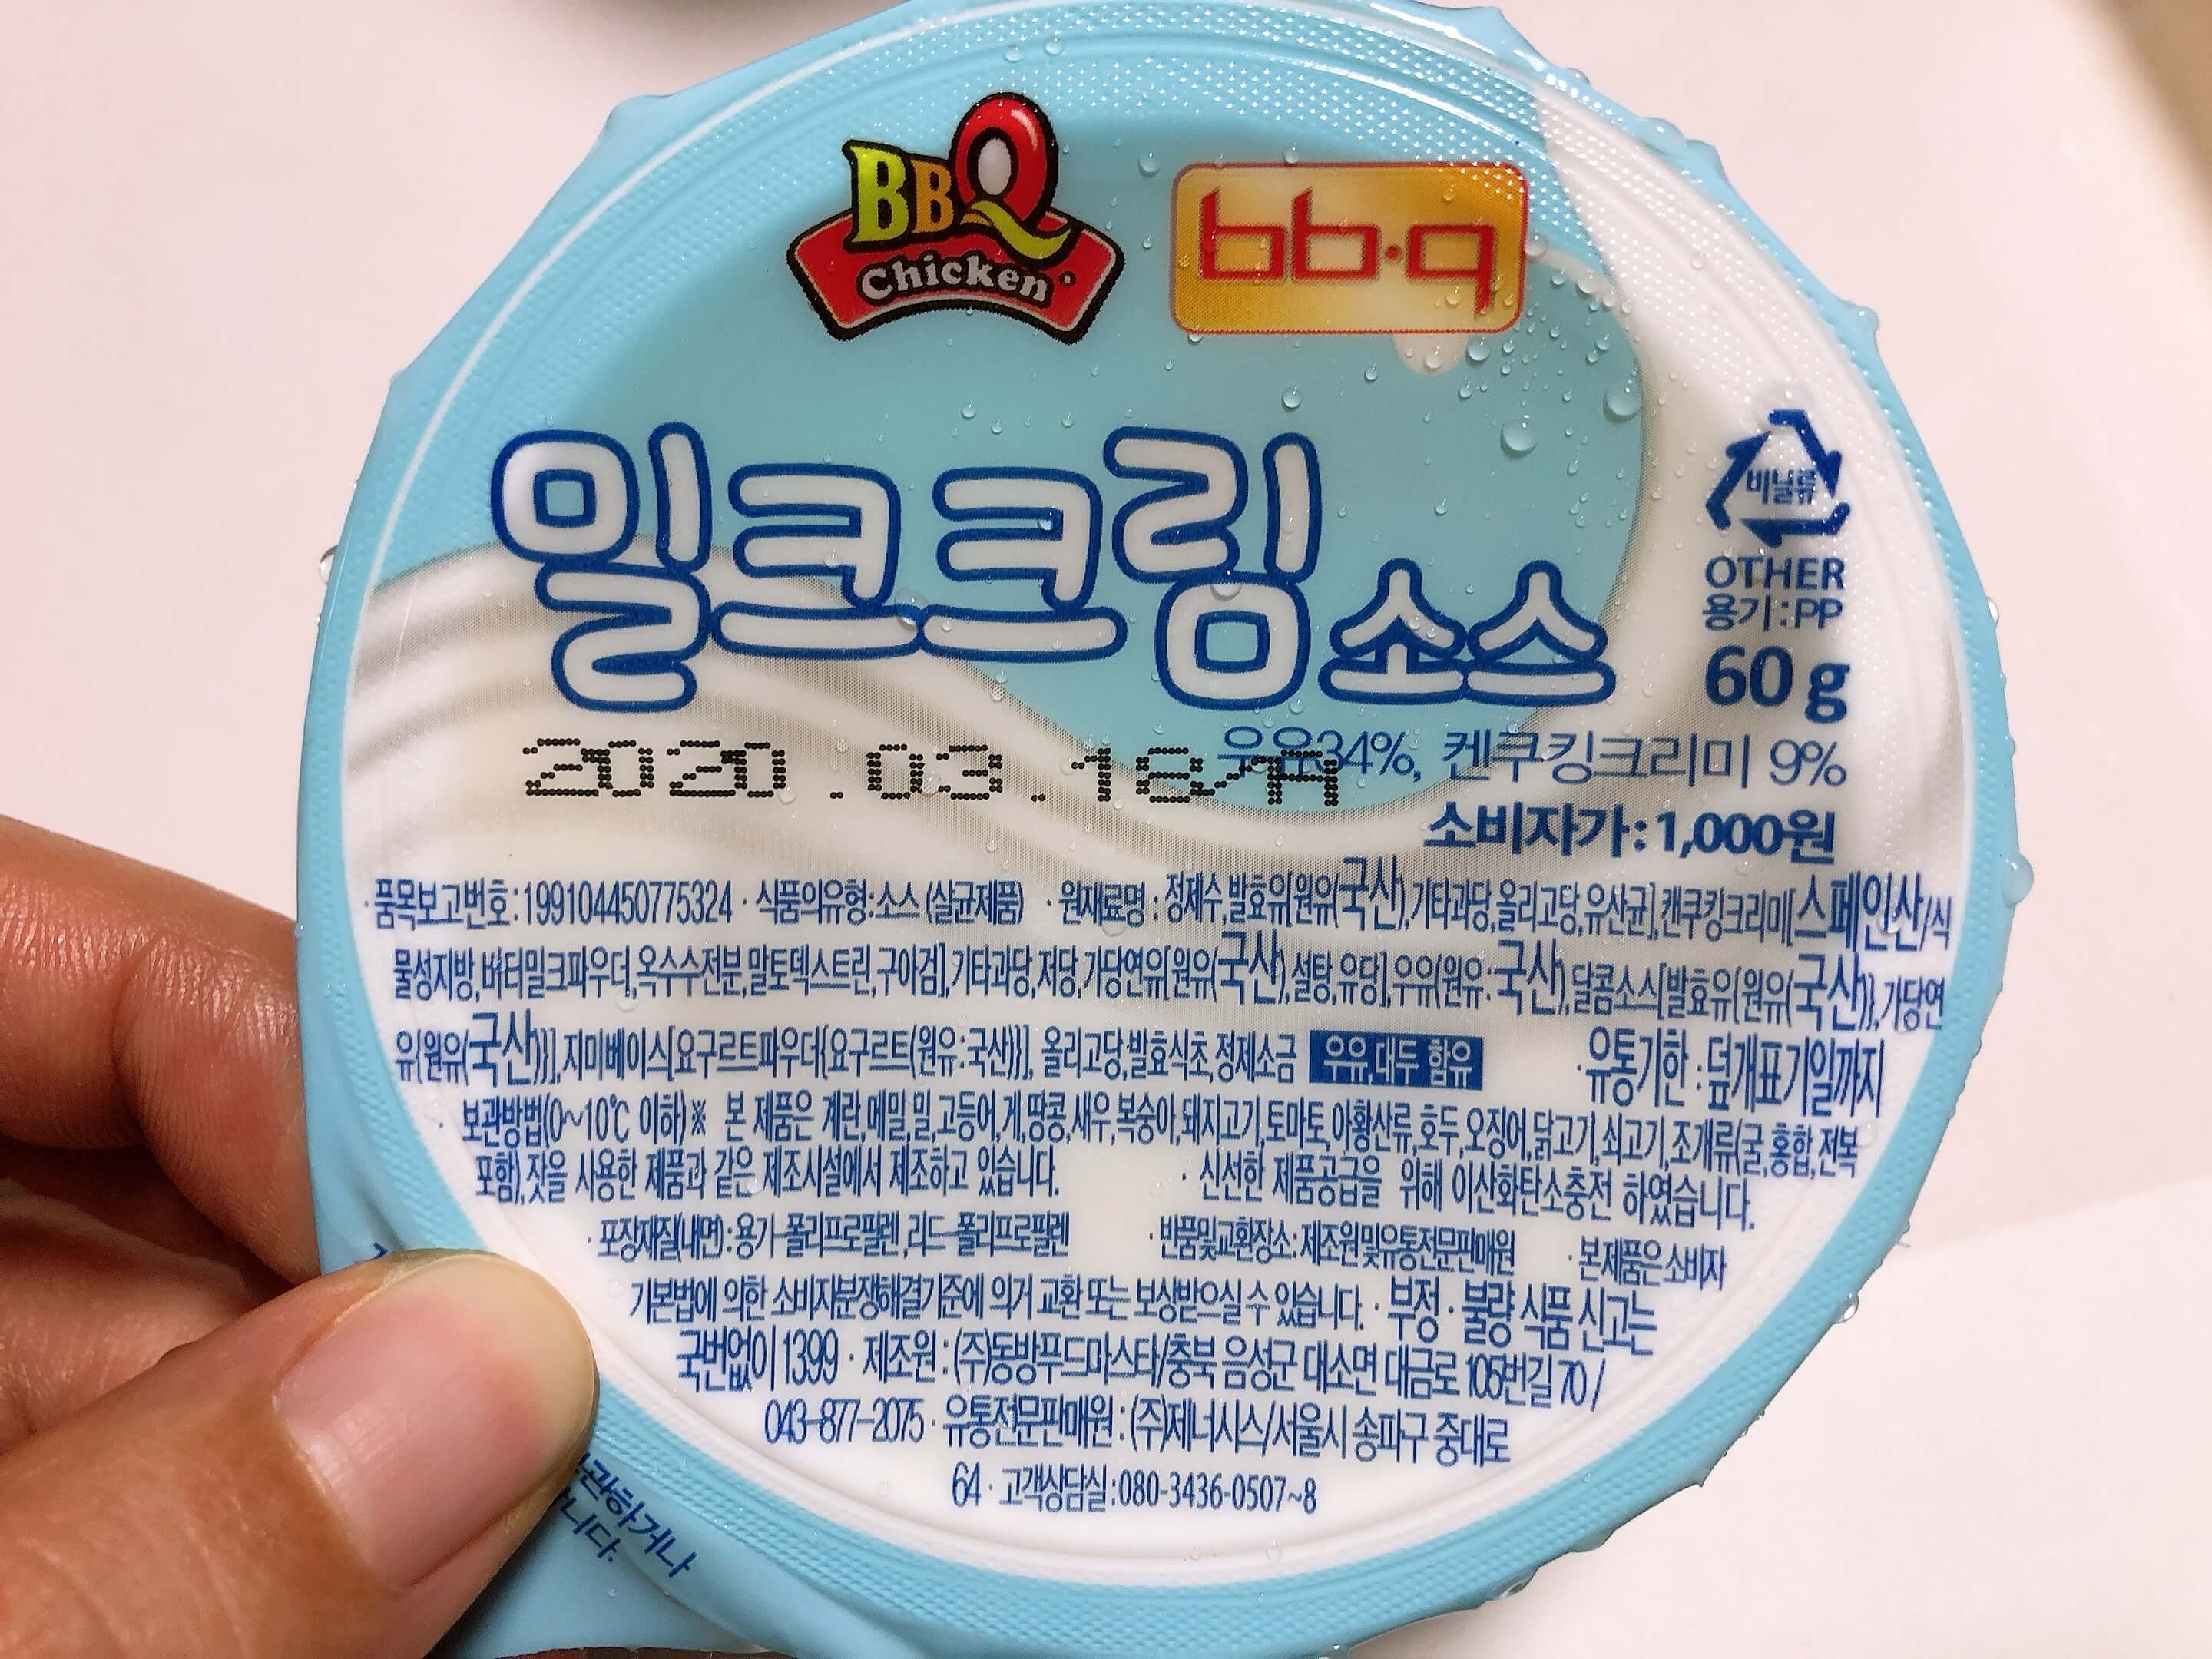 BBQ
Chicken
bb.q
밀크크림소스
비닐류
OTHER
용기:PP
60 g
우유34%, 켄쿠킹크리미 9%
2020.03.16/A
소비자가:1,000원
·품목보고번호:199104450775324 · 식품의유형:소스 (살균제품) · 원재료명 : 정제수,발효유[원유(국산),기타과당,올리고당,유산균],캔쿠킹크리미[스페인산/식
물성지방,버터밀크파우더,옥수수전분,말토덱스트린,구아검],기타과당,저당,가당연유[원유(국산),설탕,유당],우유(원유:국산),달콤소스[발효유{원유(국산)},가당연
유{원유(국산)}],지미베이스[요구르트파우더{요구르트(원유:국산)}], 올리고당,발효식초,정제소금 우유,대두 함유 ·유통기한 : 덮개표기일까지
· 보관방법(0~10℃ 이하)※ 본 제품은 계란,메밀,밀,고등어,게,땅콩,새우,복숭아,돼지고기,토마토,아황산류,호두,오징어,닭고기,쇠고기,조개류(굴,홍합,전복
포함),잣을 사용한 제품과 같은 제조시설에서 제조하고 있습니다. · 신선한 제품공급을 위해 이산화탄소충전 하였습니다.
· 포장재질(내면):용기-폴리프로필렌,리드-폴리프로필렌 · 반품및교환장소:제조원및유통전문판매원 · 본제품은소비자
기본법에 의한 소비자분쟁해결기준에 의거 교환 또는 보상받으실 수 있습니다. · 부정·불량 식품 신고는
국번없이 1399 · 제조원 : (주)동방푸드마스타/충북 음성군 대소면 대금로 105번길 70 /
043-877-2075 · 유통전문판매원 : (주)제너시스/서울시 송파구 중대로
64 · 고객상담실:080-3436-0507~8
관하거나
니다.